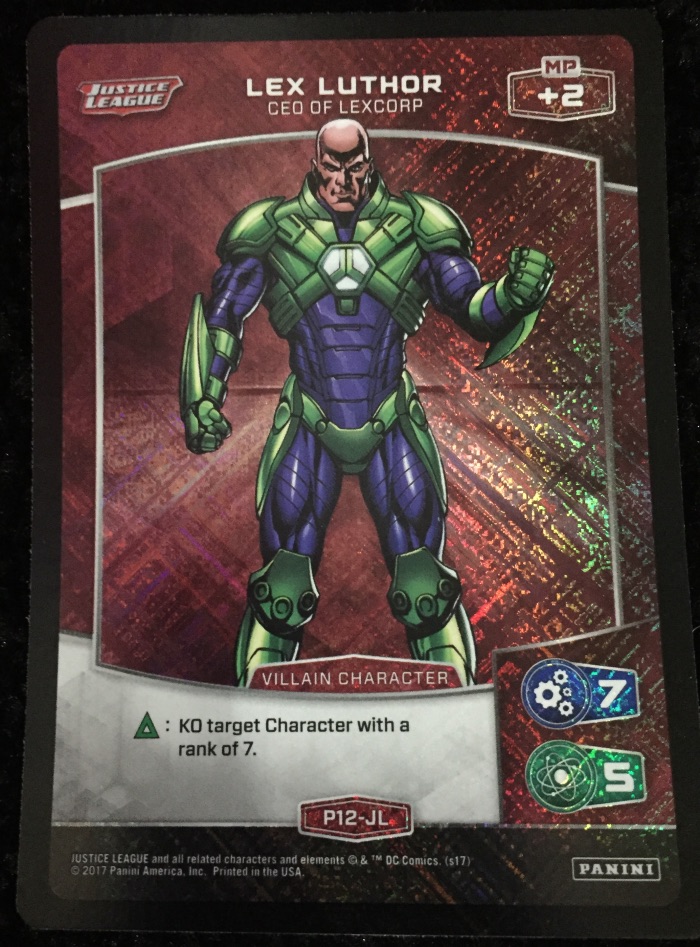 JUSTICE
LEAGUE
LEX LUTHOR
CEO OF LEXCORP
MP
+2
VILLAIN CHARACTER
: KO target Character with a
rank of 7.
7
5
P12-JL
JUSTICE LEAGUE and all related characters and elements © & ™ DC Comics. (s17)
© 2017 Panini America, Inc. Printed in the USA.
PANINI